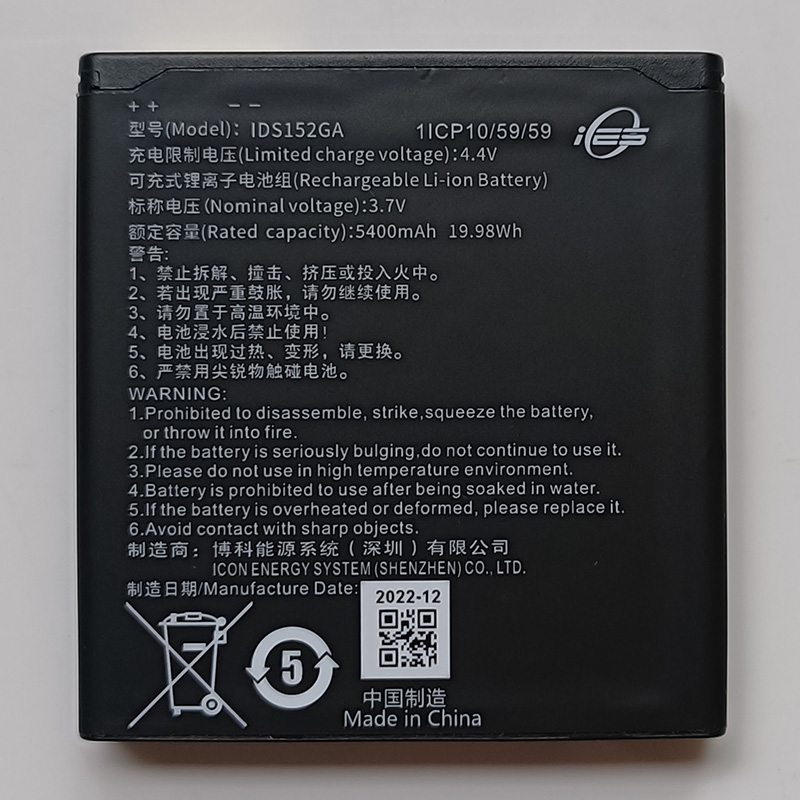 ++ −−
型号(Model)：IDS152GA 1ICP10/59/59
iES
充电限制电压(Limited charge voltage):4.4V
可充式锂离子电池组(Rechargeable Li-ion Battery)
标称电压(Nominal voltage):3.7V
额定容量(Rated capacity):5400mAh 19.98Wh
警告:
1、禁止拆解、撞击、挤压或投入火中。
2、若出现严重鼓胀，请勿继续使用。
3、请勿置于高温环境中。
4、电池浸水后禁止使用！
5、电池出现过热、变形，请更换。
6、严禁用尖锐物触碰电池。
WARNING:
1.Prohibited to disassemble, strike,squeeze the battery,
or throw it into fire.
2.If the battery is seriously bulging,do not continue to use it.
3.Please do not use in high temperature environment.
4.Battery is prohibited to use after being soaked in water.
5.If the battery is overheated or deformed, please replace it.
6.Avoid contact with sharp objects.
制造商：博科能源系统（深圳）有限公司
ICON ENERGY SYSTEM (SHENZHEN) CO., LTD.
制造日期/Manufacture Date:
2022-12
5
中国制造
Made in China